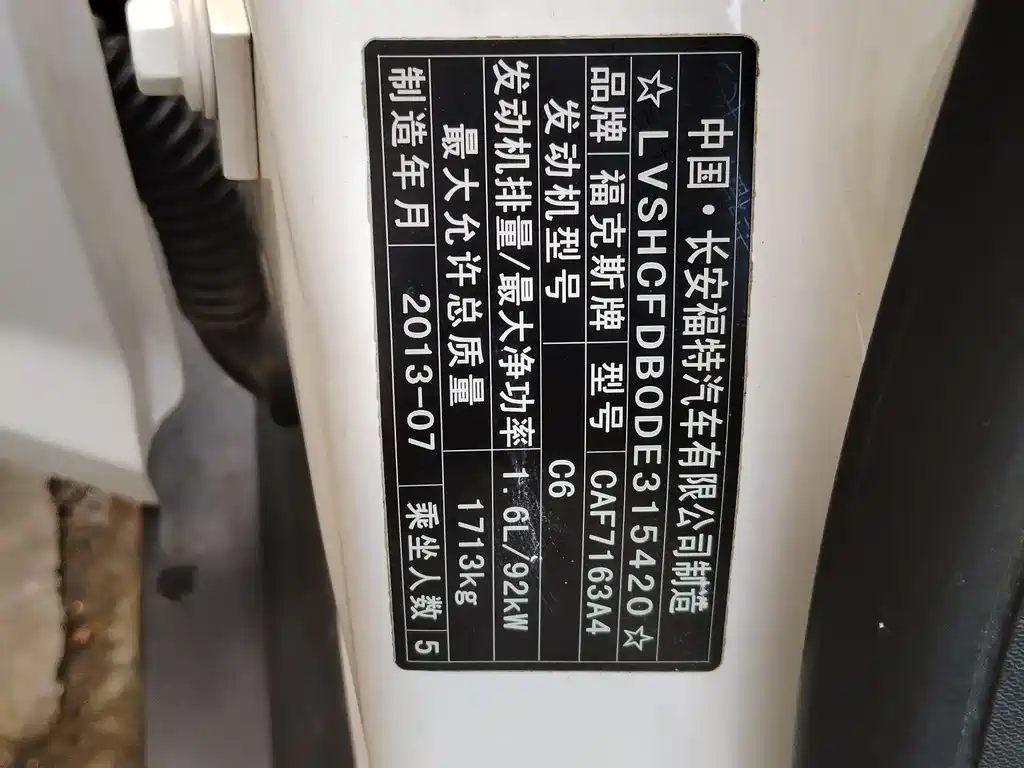 中国·长安福特汽车有限公司制造
☆LVSHCFDB0DE315420☆
品牌 福克斯牌 型号 CAF7163A4
发动机型号 C6
发动机排量/最大净功率 1.6L/92kW
最大允许总质量 1713kg
制造年月 2013-07 乘坐人数 5